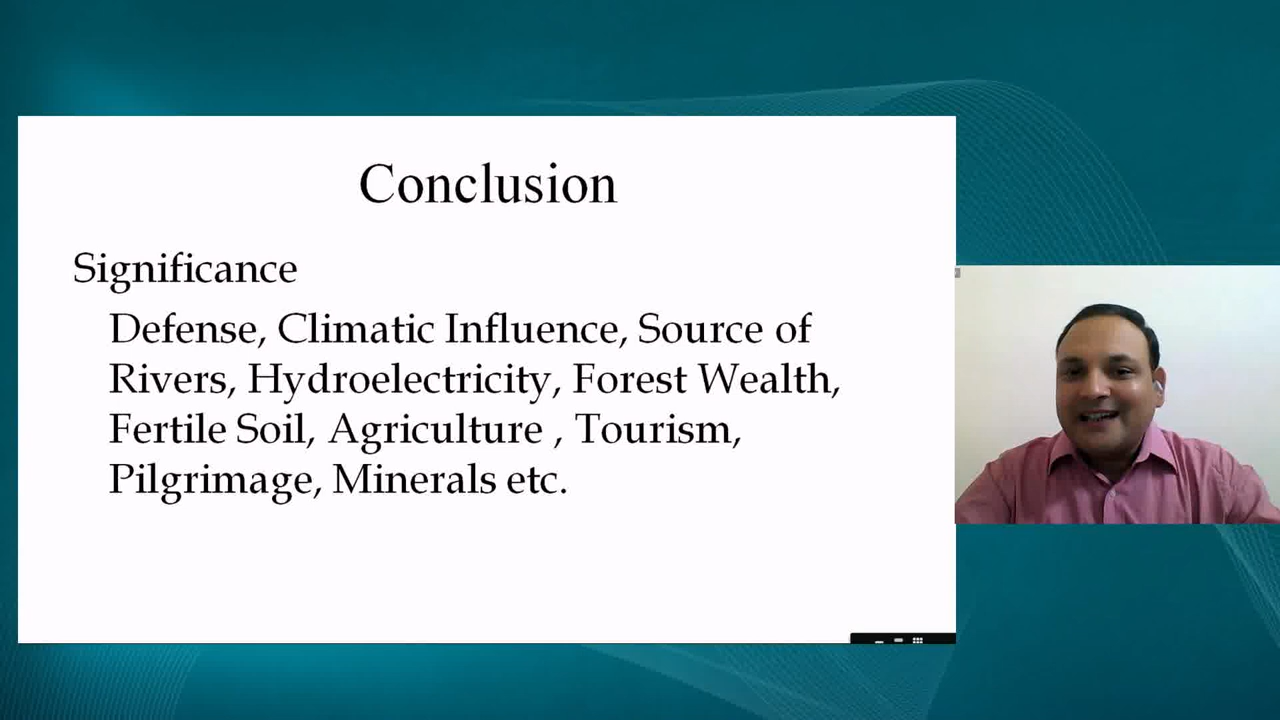 Conclusion
Significance
Defense, Climatic Influence, Source of
Rivers, Hydroelectricity, Forest Wealth,
Fertile Soil, Agriculture , Tourism,
Pilgrimage, Minerals etc.